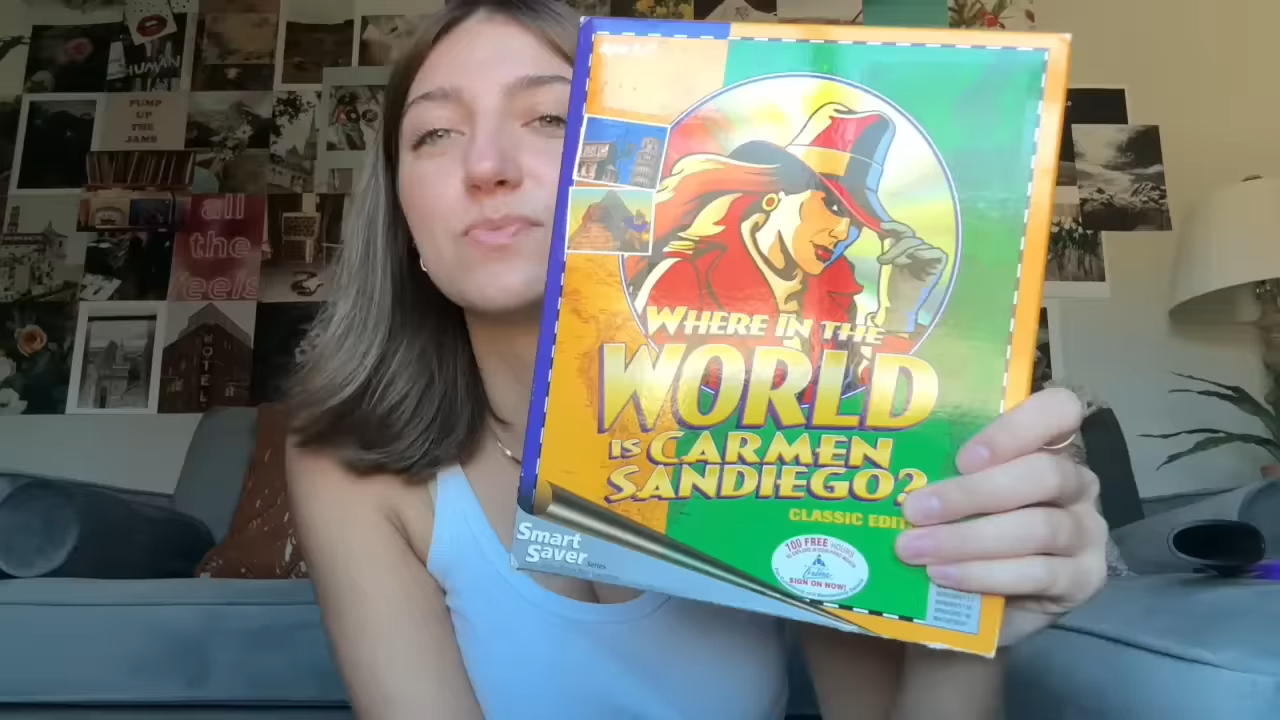 HUMAN
PUMP
UP
THE
JAMS
all
the
feels
WHERE IN THE
WORLD
IS CARMEN
SANDIEGO?
CLASSIC EDIT
Smart
Saver
Series
100 FREE HOURS
SIGN ON NOW!